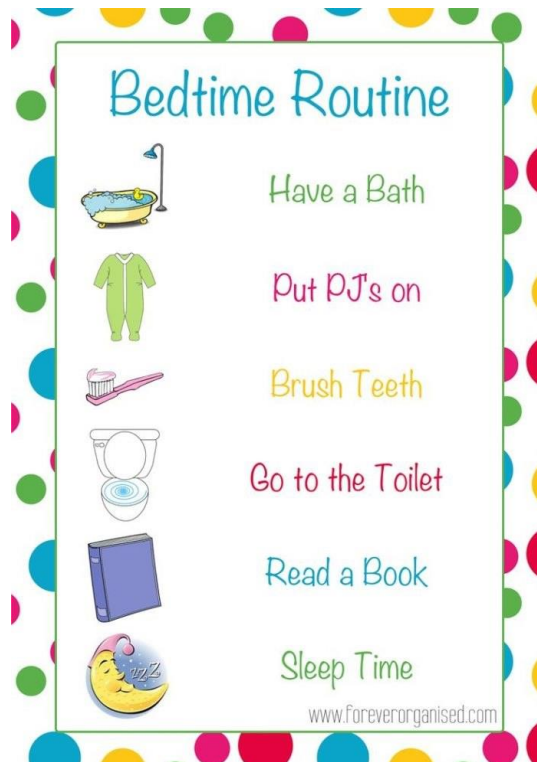 Bedtime Routine
Have a Bath
Put PJ's on
Brush Teeth
Go to the Toilet
Read a Book
zzz
Sleep Time
www.foreverorganised.com